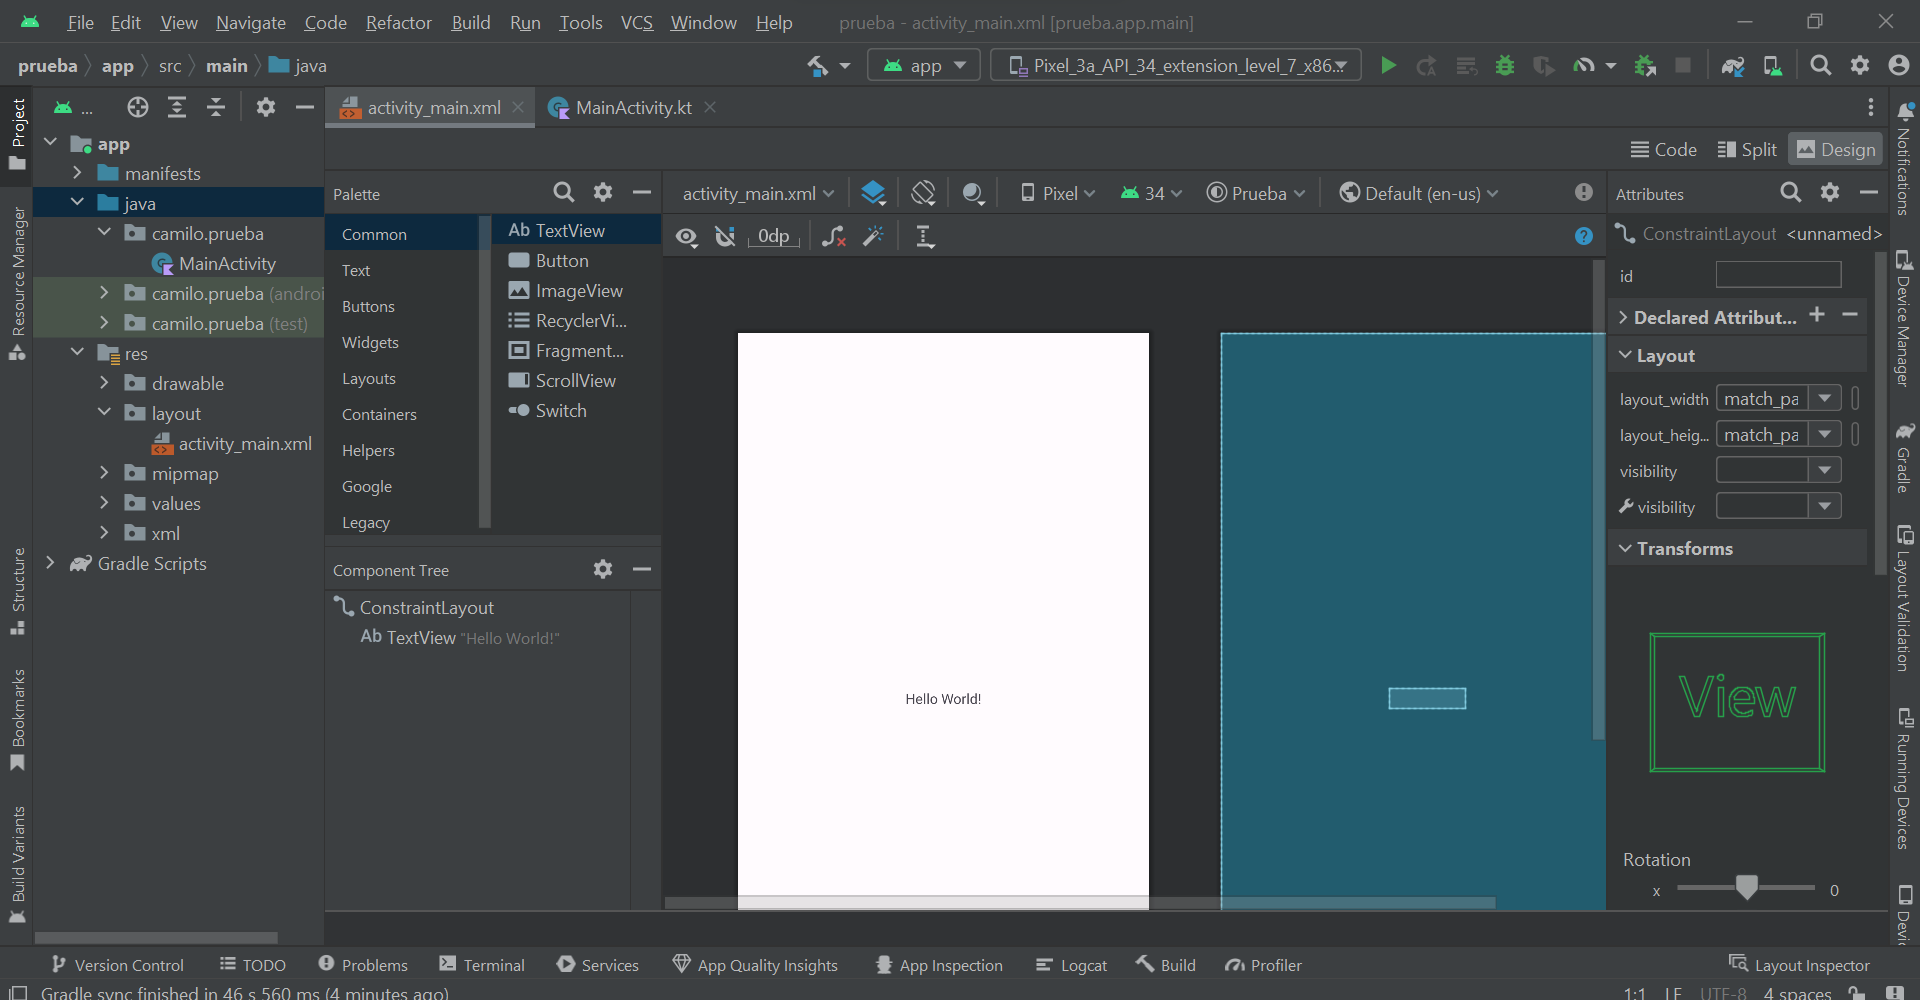 File Edit View Navigate Code Refactor Build Run Tools VCS Window Help prueba - activity_main.xml [prueba.app.main]
prueba app src main java app Pixel_3a_API_34_extension_level_7_x86...
Project
... activity_main.xml MainActivity.kt
Code Split Design
app
manifests
java
camilo.prueba
MainActivity
camilo.prueba (androi
camilo.prueba (test)
res
drawable
layout
activity_main.xml
mipmap
values
xml
Gradle Scripts
Resource Manager
Structure
Bookmarks
Build Variants
Palette
Common
Text
Buttons
Widgets
Layouts
Containers
Helpers
Google
Legacy
Ab TextView
Button
ImageView
RecyclerVi...
Fragment...
ScrollView
Switch
Component Tree
ConstraintLayout
Ab TextView "Hello World!"
activity_main.xml Pixel 34 Prueba Default (en-us)
0dp
?
Hello World!
Attributes
ConstraintLayout <unnamed>
id
Declared Attribut... + −
Layout
layout_width match_pa
layout_heig... match_pa
visibility
visibility
Transforms
View
Rotation
x 0
Notifications
Device Manager
Gradle
Layout Validation
Running Devices
Devic
Version Control TODO Problems Terminal Services App Quality Insights App Inspection Logcat Build Profiler Layout Inspector
Gradle sync finished in 46 s 560 ms (4 minutes ago) 1:1 LF UTF-8 4 spaces